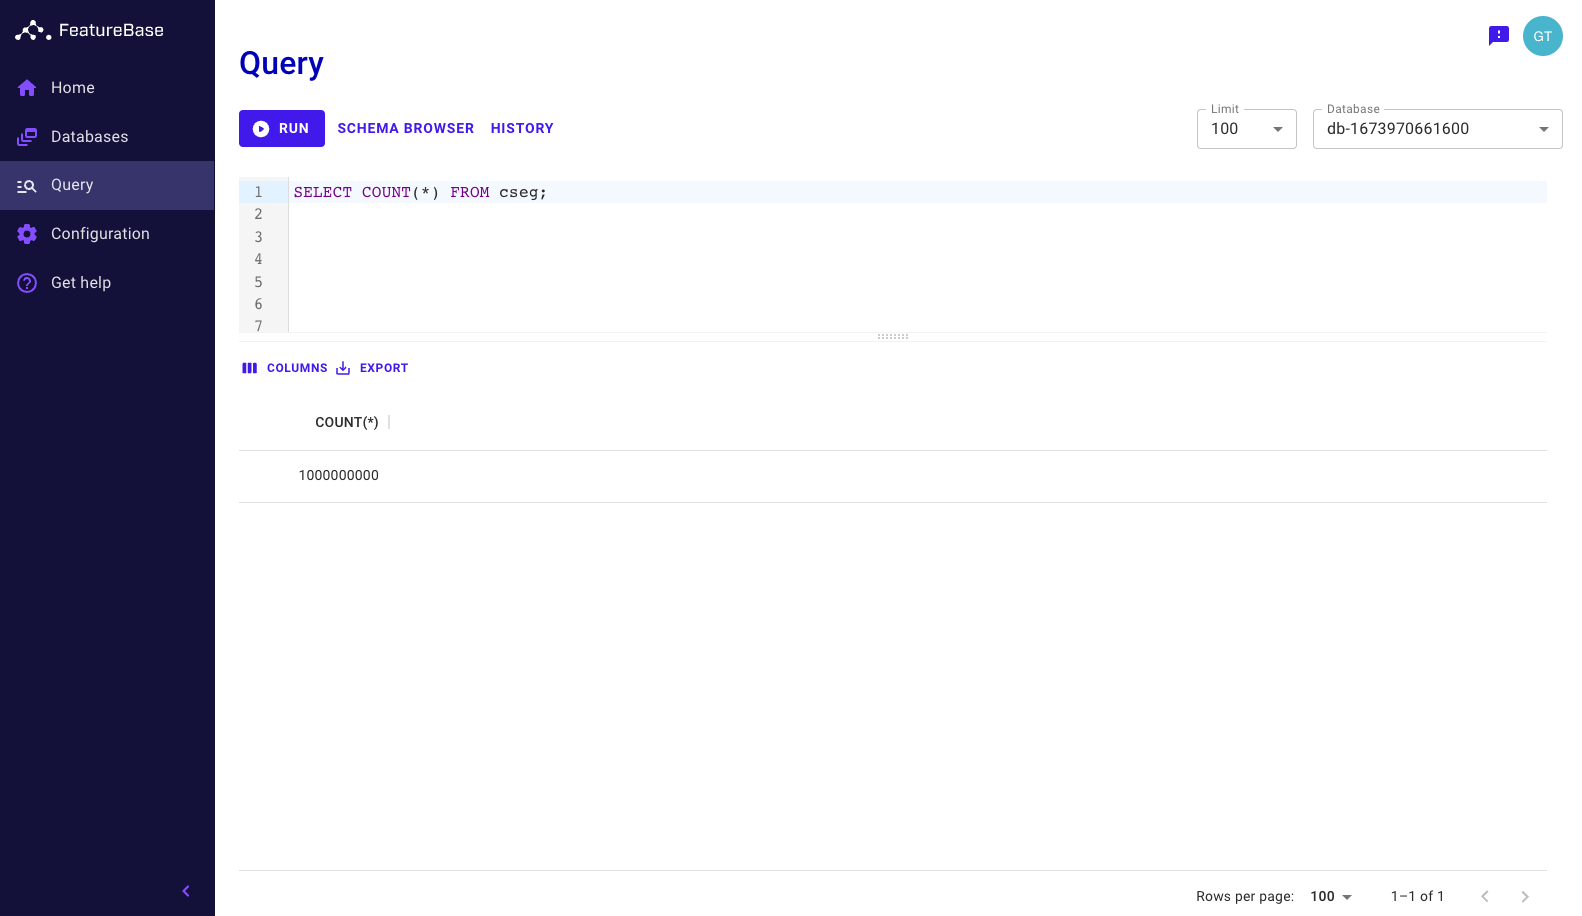 FeatureBase
Home
Databases
Query
Configuration
Get help
Query
GT
RUN SCHEMA BROWSER HISTORY
Limit
100
Database
db-1673970661600
1 SELECT COUNT(*) FROM cseg;
2
3
4
5
6
7
COLUMNS EXPORT
COUNT(*)
1000000000
Rows per page: 100 1–1 of 1